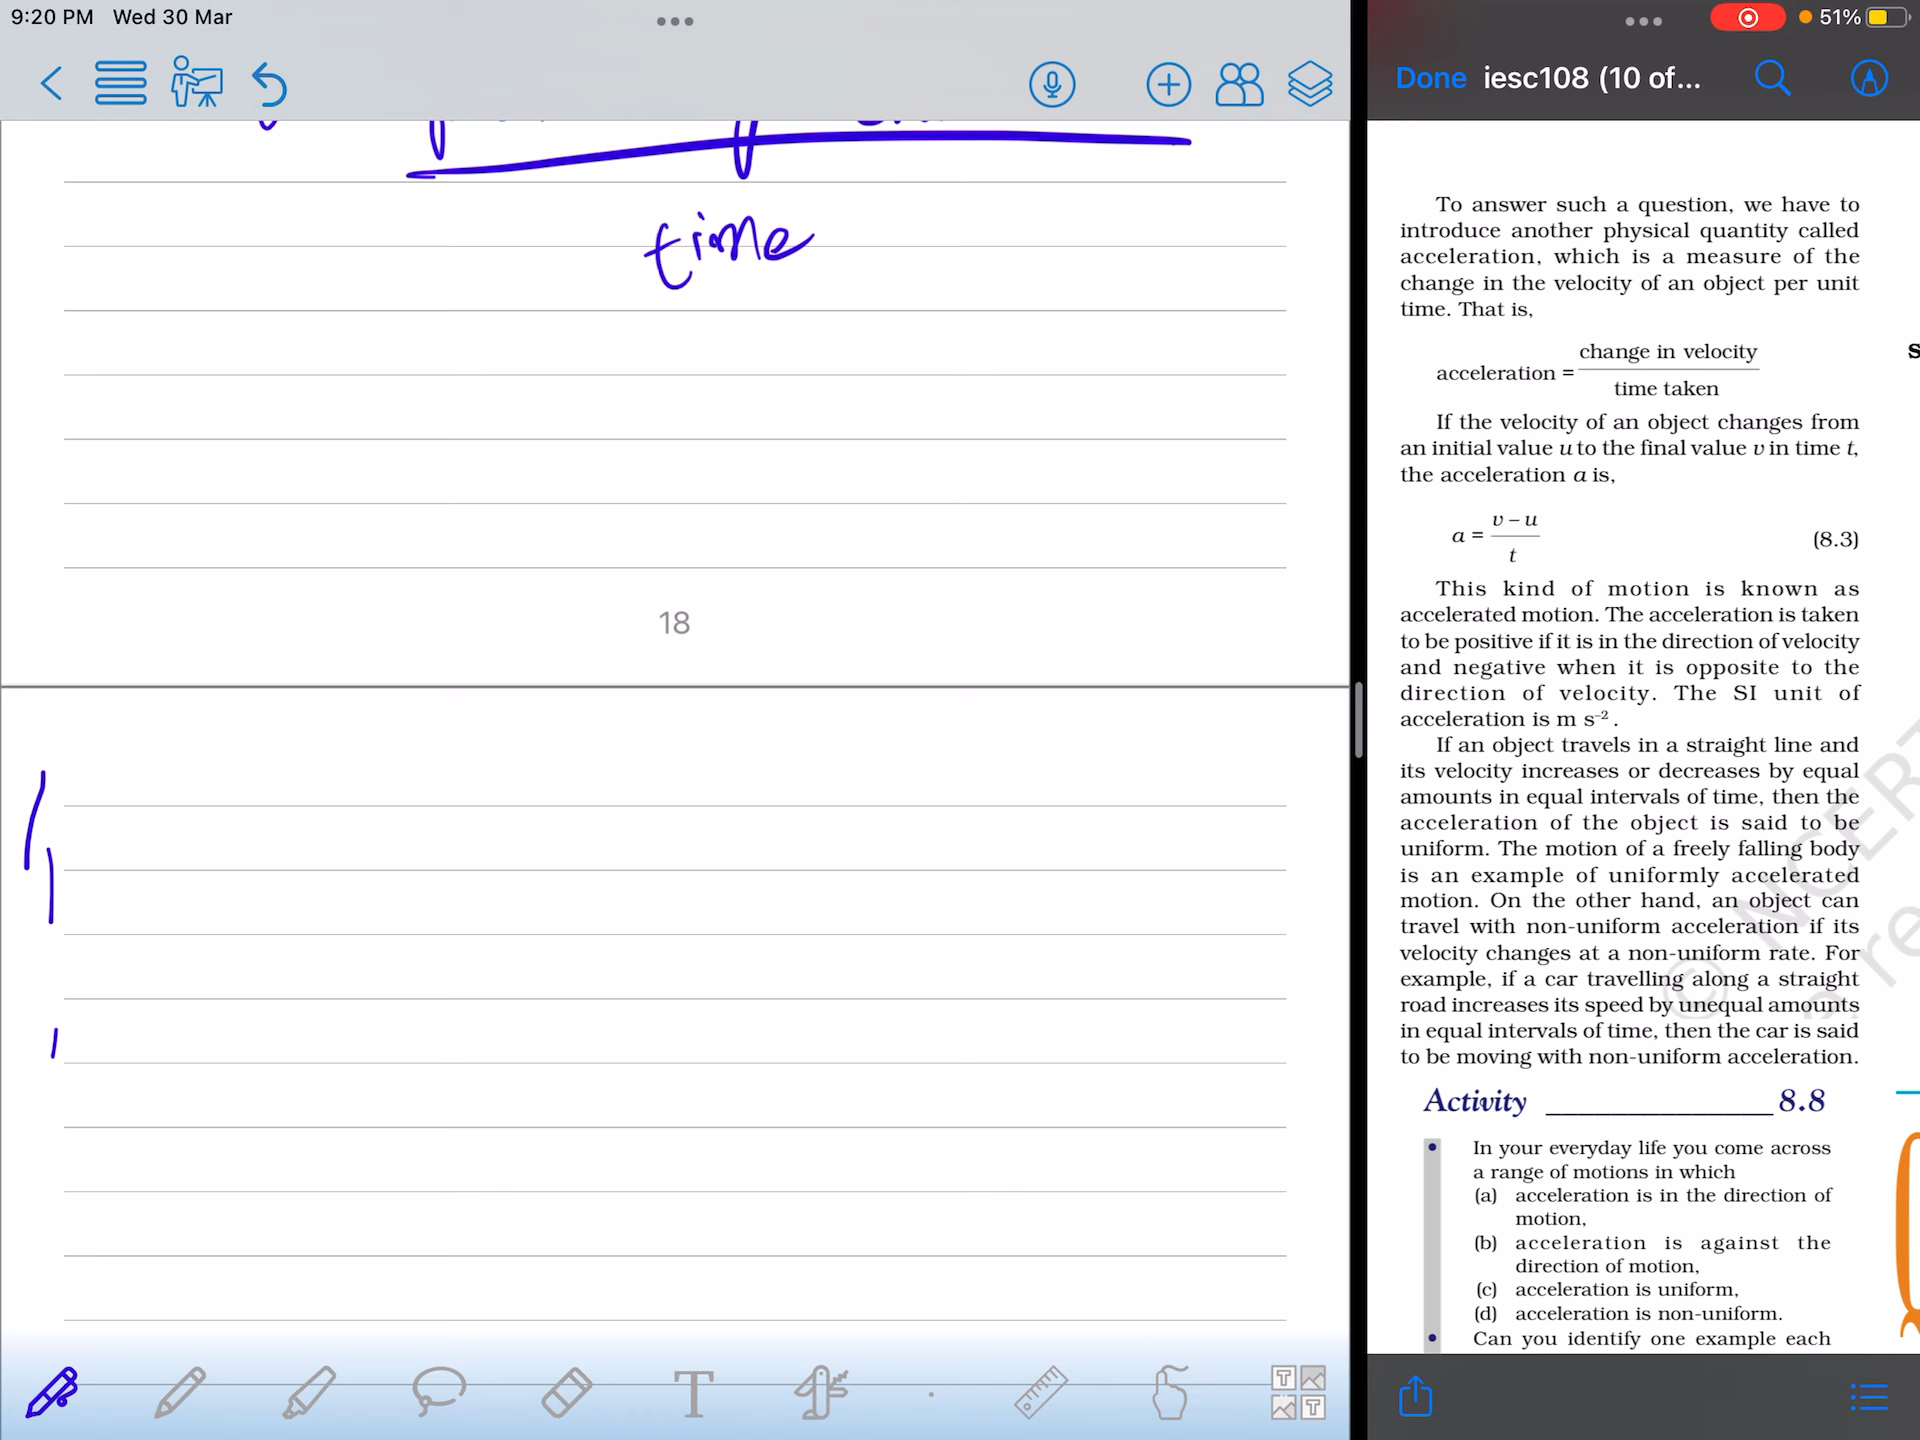 9:20 PM Wed 30 Mar
51%
Done iesc108 (10 of...
time
18
To answer such a question, we have to
introduce another physical quantity called
acceleration, which is a measure of the
change in the velocity of an object per unit
time. That is,
acceleration = change in velocity / time taken
If the velocity of an object changes from
an initial value u to the final value v in time t,
the acceleration a is,
a = v – u / t (8.3)
This kind of motion is known as
accelerated motion. The acceleration is taken
to be positive if it is in the direction of velocity
and negative when it is opposite to the
direction of velocity. The SI unit of
acceleration is m s⁻² .
If an object travels in a straight line and
its velocity increases or decreases by equal
amounts in equal intervals of time, then the
acceleration of the object is said to be
uniform. The motion of a freely falling body
is an example of uniformly accelerated
motion. On the other hand, an object can
travel with non-uniform acceleration if its
velocity changes at a non-uniform rate. For
example, if a car travelling along a straight
road increases its speed by unequal amounts
in equal intervals of time, then the car is said
to be moving with non-uniform acceleration.
© NCERT
re
Activity ______________ 8.8
• In your everyday life you come across
a range of motions in which
(a) acceleration is in the direction of
motion,
(b) acceleration is against the
direction of motion,
(c) acceleration is uniform,
(d) acceleration is non-uniform.
• Can you identify one example each